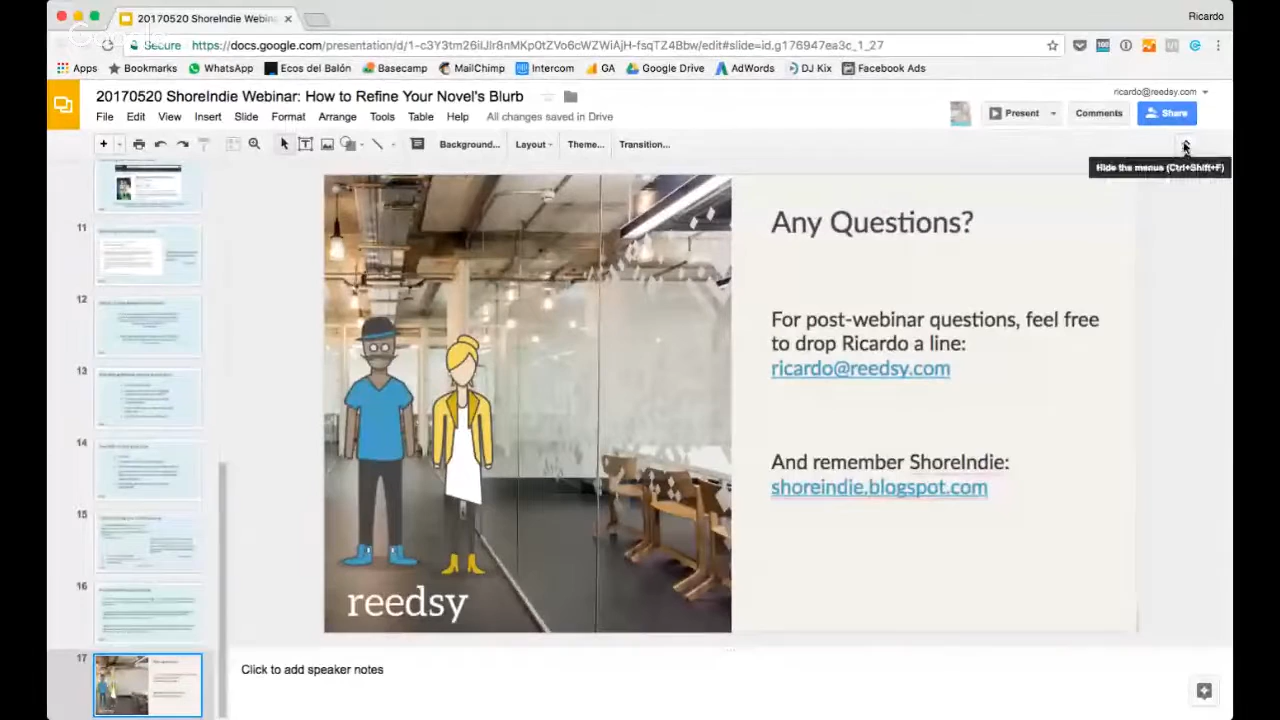 20170520 ShoreIndie Webina
Ricardo
Google
Secure
https://docs.google.com/presentation/d/1-c3Y3tm26iIJlr8nMKp0tZVo6cWZWiAjH-fsqTZ4Bbw/edit#slide=id.g176947ea3c_1_27
Apps Bookmarks WhatsApp Ecos del Balón Basecamp MailChimp Intercom GA Google Drive AdWords DJ Kix Facebook Ads
20170520 ShoreIndie Webinar: How to Refine Your Novel's Blurb
ricardo@reedsy.com
File Edit View Insert Slide Format Arrange Tools Table Help All changes saved in Drive
Present Comments Share
Background... Layout Theme... Transition...
Hide the menus (Ctrl+Shift+F)
11
12
13
14
15
16
17
Any Questions?
For post-webinar questions, feel free
to drop Ricardo a line:
ricardo@reedsy.com
And remember ShoreIndie:
shoreindie.blogspot.com
reedsy
Click to add speaker notes